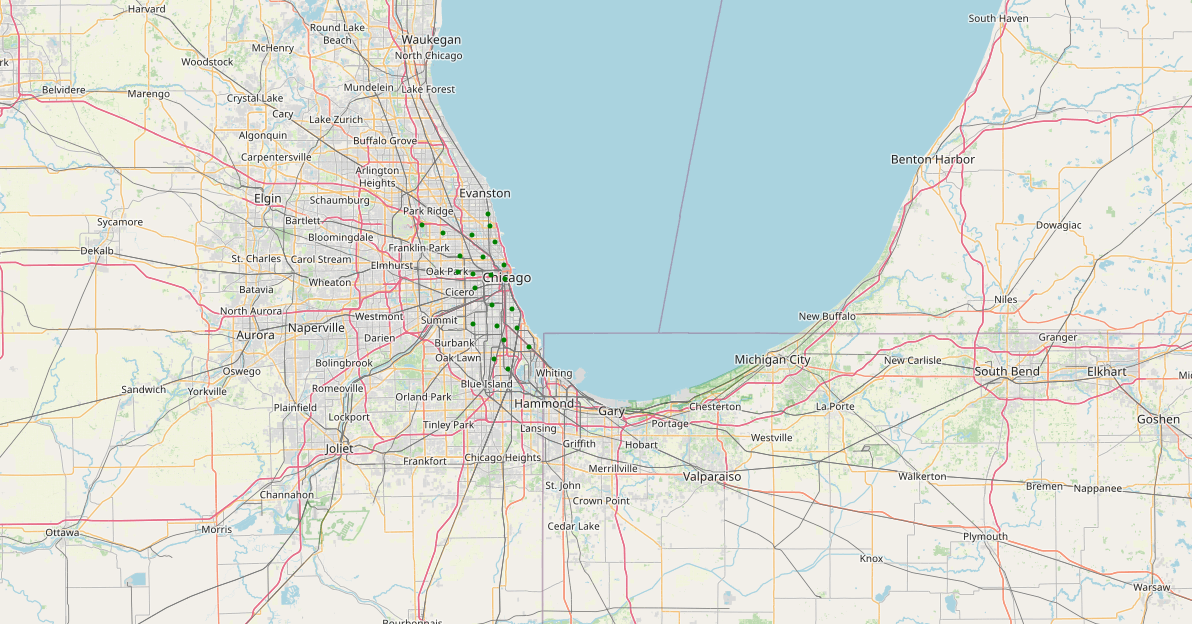 Harvard
South Haven
Round Lake
Beach
Waukegan
McHenry
North Chicago
Woodstock
rk
Belvidere
Marengo
Mundelein
Lake Forest
Crystal Lake
Cary
Lake Zurich
Algonquin
Buffalo Grove
Carpentersville
Benton Harbor
Arlington
Heights
Evanston
Elgin
Schaumburg
Park Ridge
Sycamore
Bartlett
Dowagiac
Bloomingdale
DeKalb
Franklin Park
St. Charles
Carol Stream
Elmhurst
Oak Park
Chicago
Wheaton
Batavia
Cicero
Niles
North Aurora
Westmont
Summit
New Buffalo
Naperville
Aurora
Darien
Granger
Burbank
Oak Lawn
Michigan City
New Carlisle
Bolingbrook
Oswego
Whiting
South Bend
Elkhart
Mi
Blue Island
Sandwich
Yorkville
Romeoville
Orland Park
Hammond
Plainfield
Gary
Chesterton
La Porte
Lockport
Goshen
Tinley Park
Lansing
Portage
Westville
Joliet
Griffith
Hobart
Frankfort
Chicago Heights
Merrillville
Valparaiso
Walkerton
St. John
Bremen
Nappanee
Channahon
Crown Point
Ottawa
Morris
Cedar Lake
Plymouth
Knox
Warsaw
Bourbonnais